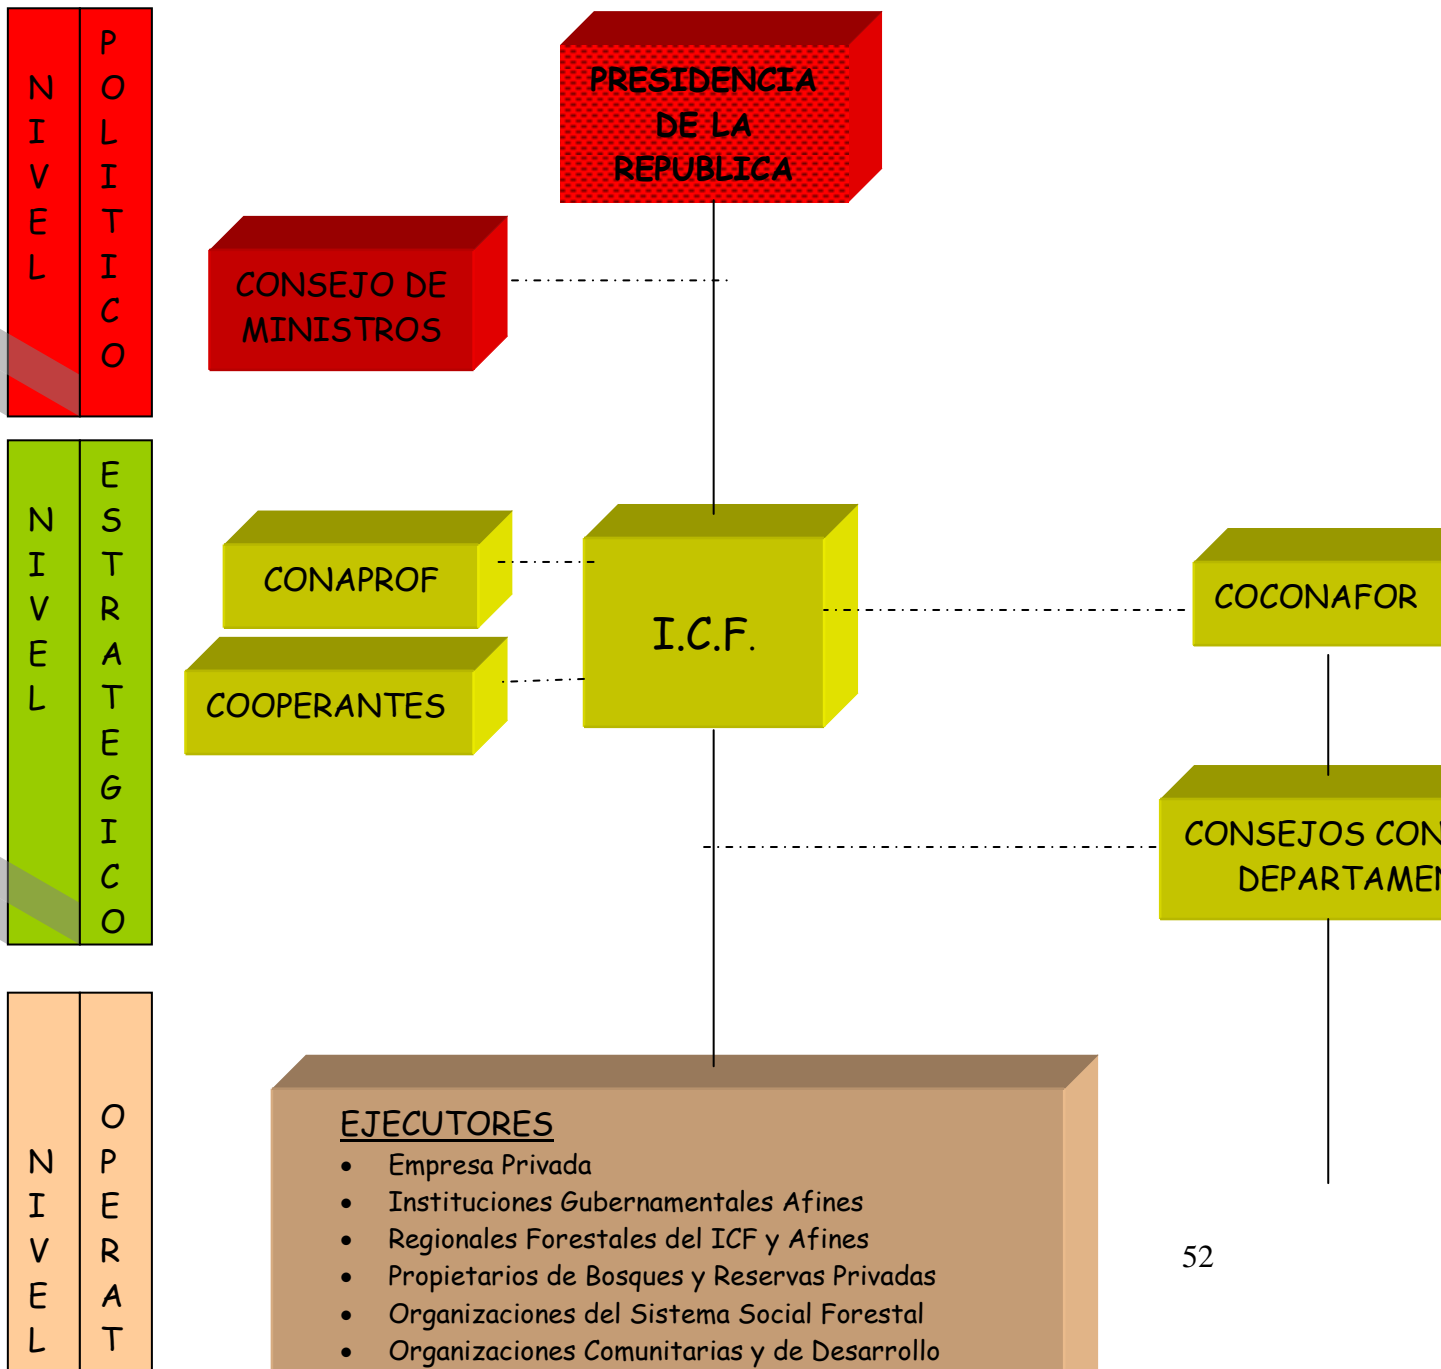 NIVEL
POLITICO
PRESIDENCIA
DE LA
REPUBLICA
CONSEJO DE
MINISTROS
NIVEL
ESTRATEGICO
CONAPROF
COOPERANTES
I.C.F.
COCONAFOR
CONSEJOS
NIVEL
EJECUTORES
• Empresa Privada
• Instituciones Gubernamentales Afines
• Regionales Forestales del ICF y Afines
• Propietarios de Bosques y Reservas Privadas
• Organizaciones del Sistema Social Forestal
• Organizaciones Comunitarias y de Desarrollo
52